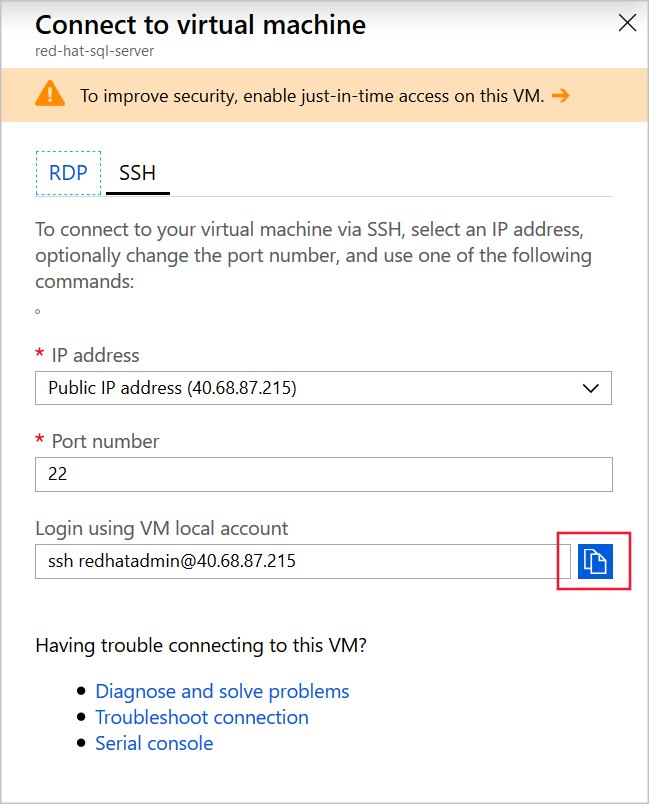 Connect to virtual machine
red-hat-sql-server
To improve security, enable just-in-time access on this VM. →
RDP SSH
To connect to your virtual machine via SSH, select an IP address,
optionally change the port number, and use one of the following
commands:
* IP address
Public IP address (40.68.87.215)
* Port number
22
Login using VM local account
ssh redhatadmin@40.68.87.215
Having trouble connecting to this VM?
• Diagnose and solve problems
• Troubleshoot connection
• Serial console